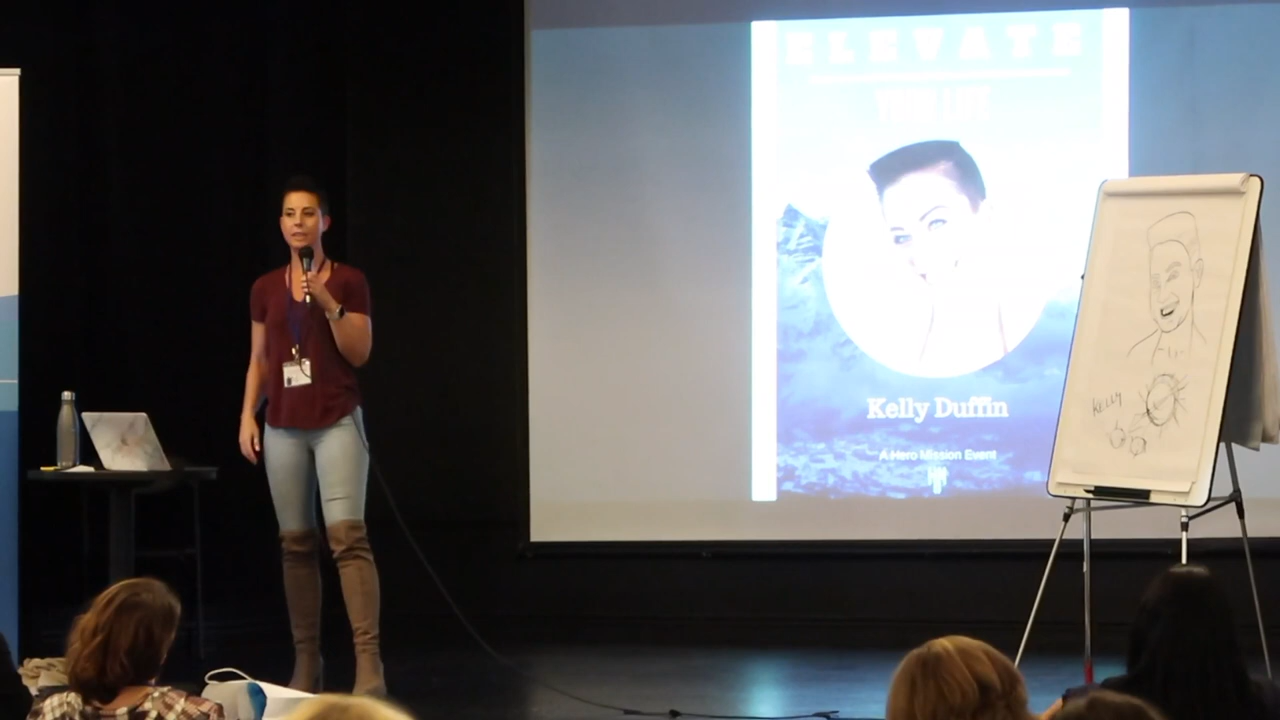 ELEVATE
YOUR LIFE
Kelly Duffin
A Hero Mission Event
KELLY